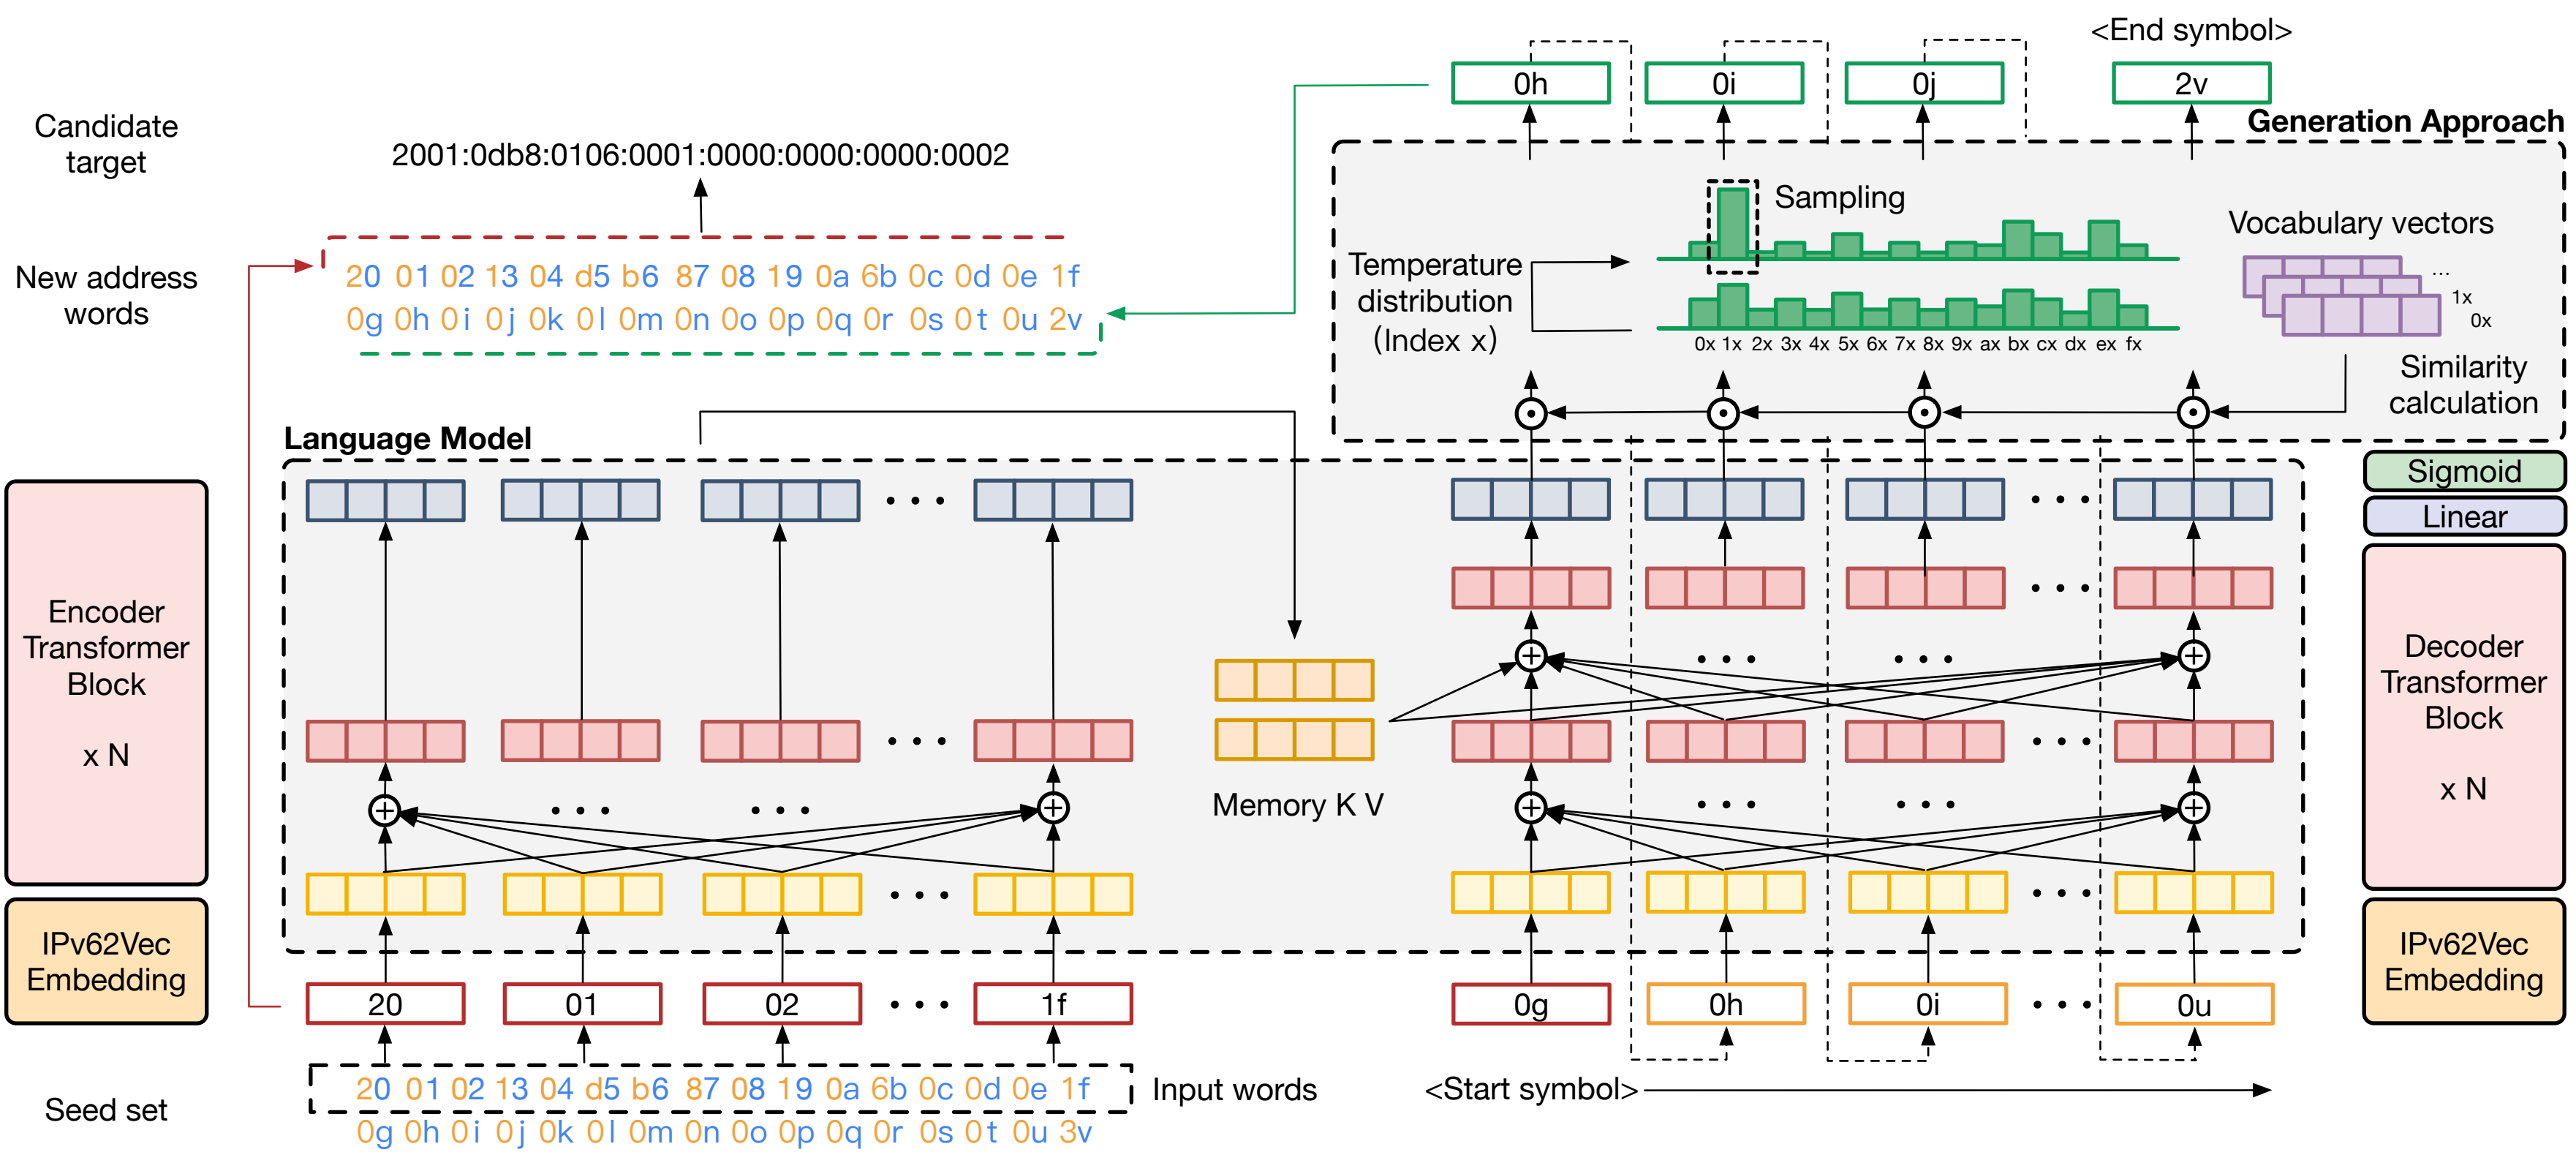 <End symbol>
0h 0i 0j 2v
Generation Approach
Candidate
target
2001:0db8:0106:0001:0000:0000:0000:0002
New address
words
20 01 02 13 04 d5 b6 87 08 19 0a 6b 0c 0d 0e 1f
0g 0h 0i 0j 0k 0l 0m 0n 0o 0p 0q 0r 0s 0t 0u 2v
Sampling
Temperature
distribution
(Index x)
0x 1x 2x 3x 4x 5x 6x 7x 8x 9x ax bx cx dx ex fx
Vocabulary vectors
...
1x
0x
Similarity
calculation
Language Model
Encoder
Transformer
Block
x N
IPv62Vec
Embedding
Memory K V
Sigmoid
Linear
Decoder
Transformer
Block
x N
IPv62Vec
Embedding
20 01 02 1f
0g 0h 0i 0u
Seed set
20 01 02 13 04 d5 b6 87 08 19 0a 6b 0c 0d 0e 1f
0g 0h 0i 0j 0k 0l 0m 0n 0o 0p 0q 0r 0s 0t 0u 3v
Input words
<Start symbol>